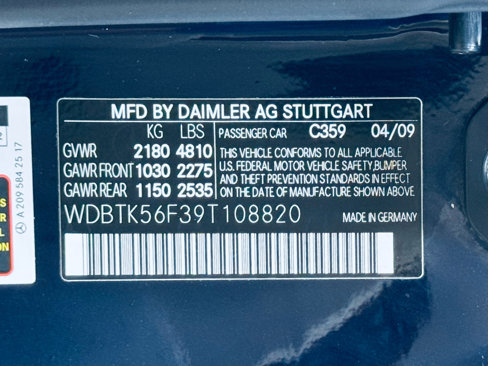 MFD BY DAIMLER AG STUTTGART
KG LBS PASSENGER CAR C359 04/09
GVWR 2180 4810 THIS VEHICLE CONFORMS TO ALL APPLICABLE
GAWR FRONT 1030 2275 U.S. FEDERAL MOTOR VEHICLE SAFETY, BUMPER,
AND THEFT PREVENTION STANDARDS IN EFFECT
GAWR REAR 1150 2535 ON THE DATE OF MANUFACTURE SHOWN ABOVE.
WDBTK56F39T108820 MADE IN GERMANY
A 209 584 25 17